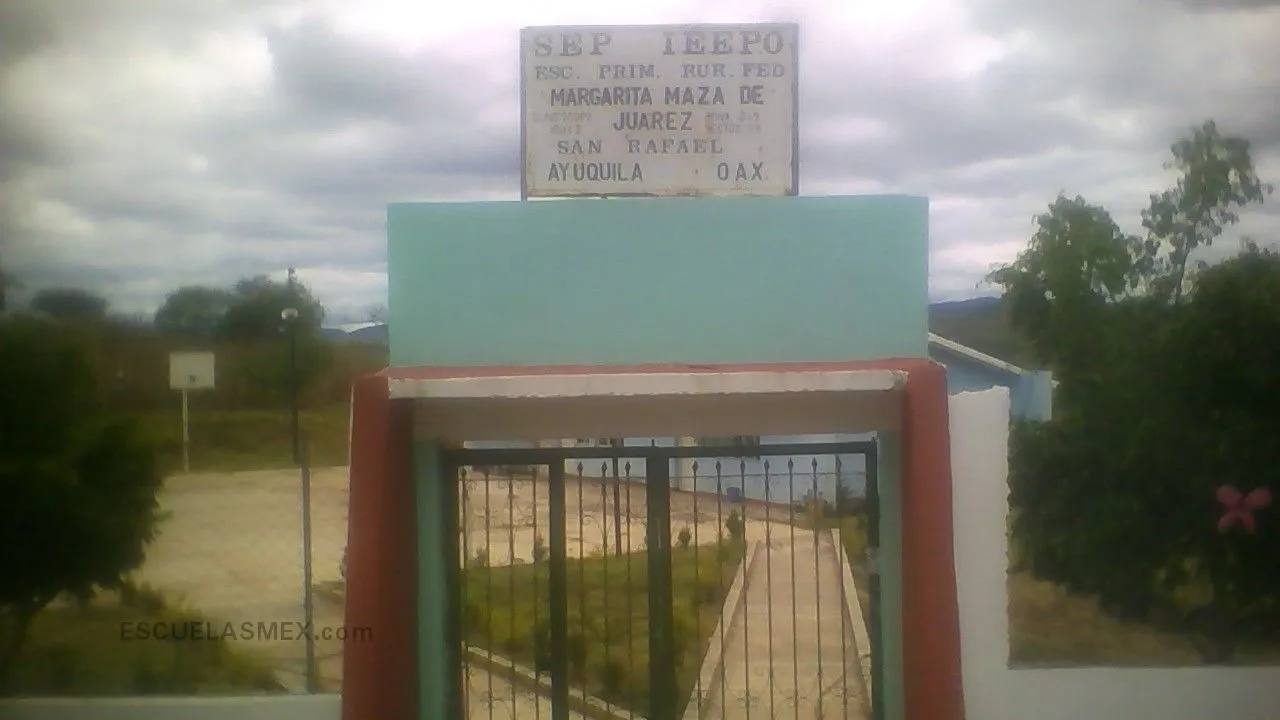 SEP IEEPO
ESC. PRIM. RUR. FED
MARGARITA MAZA DE
JUAREZ
SAN RAFAEL
AYUQUILA OAX.
ESCUELASMEX.com